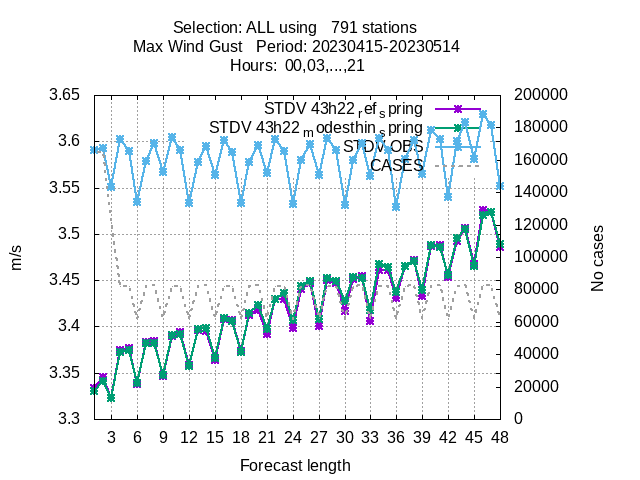 Selection: ALL using   791 stations
Max Wind Gust   Period: 20230415-20230514
Hours:  00,03,...,21
STDV 43h22_ref_spring
STDV 43h22_modesthin_spring
STDV OBS
CASES
3.65
3.6
3.55
3.5
3.45
3.4
3.35
3.3
m/s
200000
180000
160000
140000
120000
100000
80000
60000
40000
20000
0
No cases
3 6 9 12 15 18 21 24 27 30 33 36 39 42 45 48
Forecast length